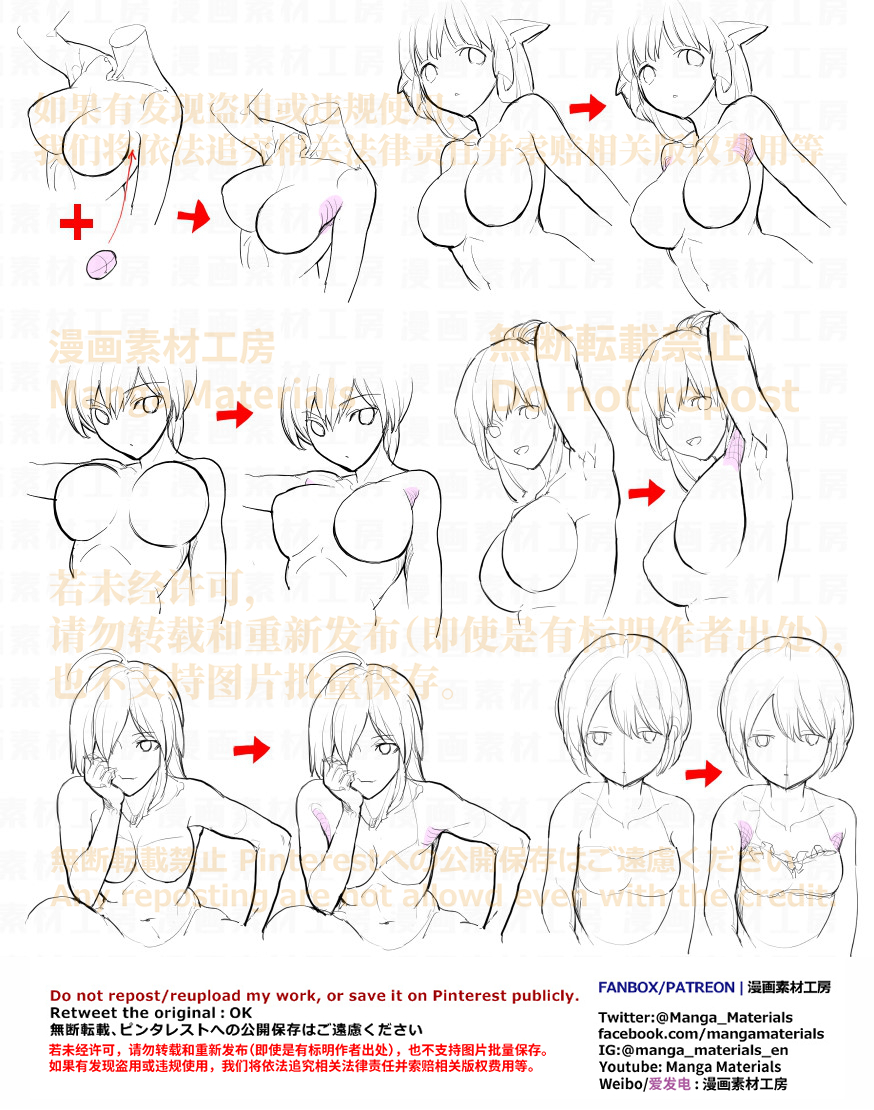 如果有发现盗用或违规使用,
我们将依法追究相关法律责任并索赔相关版权费用等
漫画素材工房
Manga Materials
無断転載禁止
Do not repost
若未经许可,
请勿转载和重新发布(即使是有标明作者出处),
也不支持图片批量保存。
無断転載禁止 Pinterestへの公開保存はご遠慮ください
Any reposting are not allowd even with the credit
Do not repost/reupload my work, or save it on Pinterest publicly.
Retweet the original : OK
無断転載、ピンタレストへの公開保存はご遠慮ください
若未经许可，请勿转载和重新发布(即使是有标明作者出处)，也不支持图片批量保存。
如果有发现盗用或违规使用，我们将依法追究相关法律责任并索赔相关版权费用等。
FANBOX/PATREON | 漫画素材工房
Twitter:@Manga_Materials
facebook.com/mangamaterials
IG:@manga_materials_en
Youtube: Manga Materials
Weibo/爱发电 : 漫画素材工房